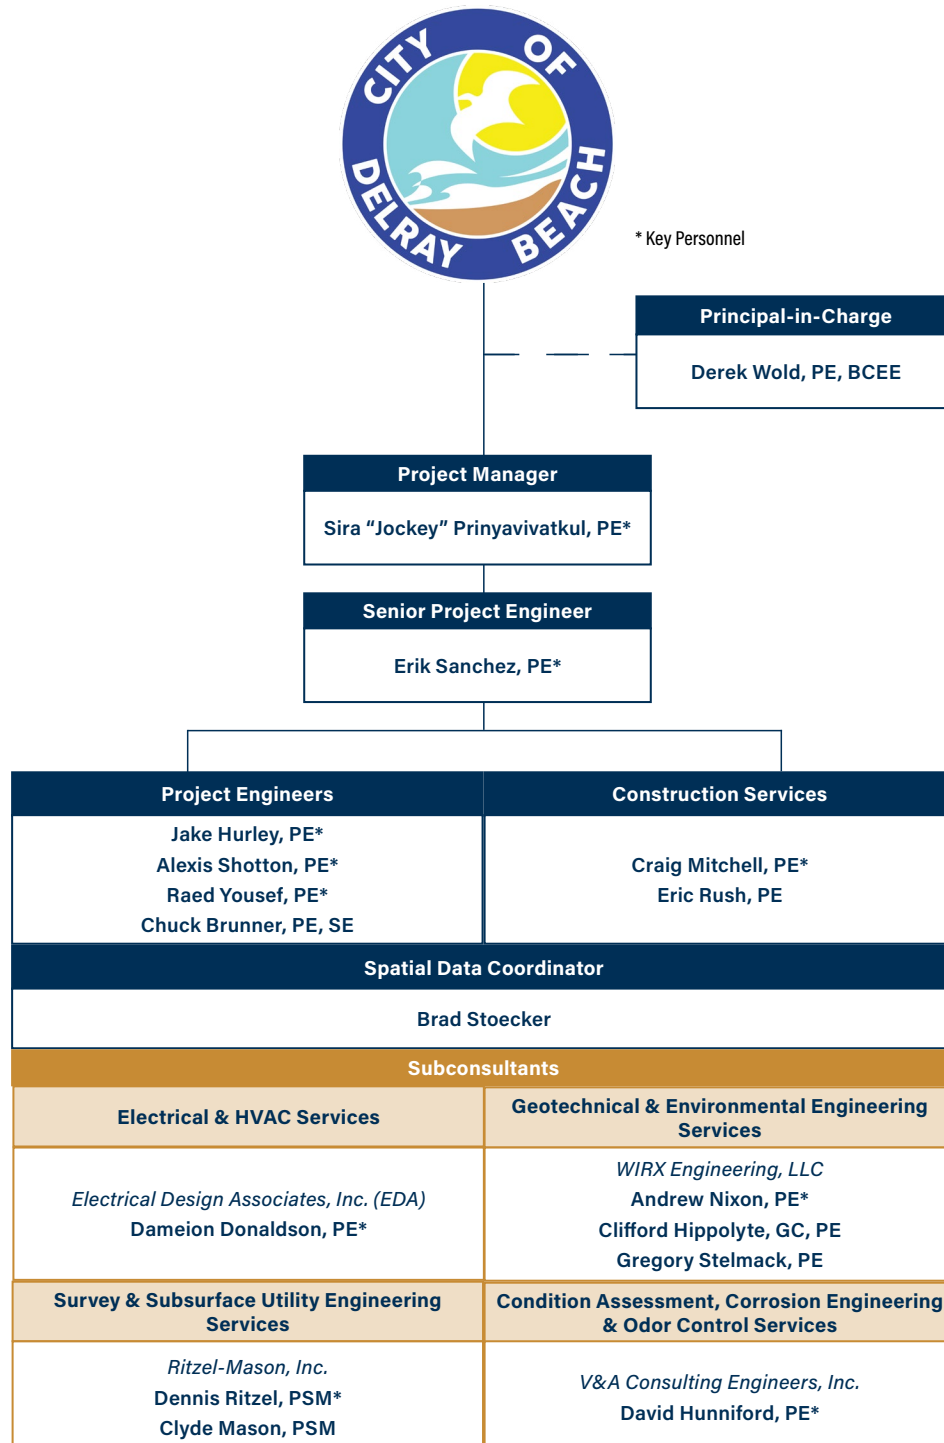 CITY OF
DELRAY BEACH
* Key Personnel
Principal-in-Charge
Derek Wold, PE, BCEE
Project Manager
Sira “Jockey” Prinyavivatkul, PE*
Senior Project Engineer
Erik Sanchez, PE*
Project Engineers
Jake Hurley, PE*
Alexis Shotton, PE*
Raed Yousef, PE*
Chuck Brunner, PE, SE
Construction Services
Craig Mitchell, PE*
Eric Rush, PE
Spatial Data Coordinator
Brad Stoecker
Subconsultants
Electrical & HVAC Services
Electrical Design Associates, Inc. (EDA)
Dameion Donaldson, PE*
Geotechnical & Environmental Engineering
Services
WIRX Engineering, LLC
Andrew Nixon, PE*
Clifford Hippolyte, GC, PE
Gregory Stelmack, PE
Survey & Subsurface Utility Engineering
Services
Ritzel-Mason, Inc.
Dennis Ritzel, PSM*
Clyde Mason, PSM
Condition Assessment, Corrosion Engineering
& Odor Control Services
V&A Consulting Engineers, Inc.
David Hunniford, PE*